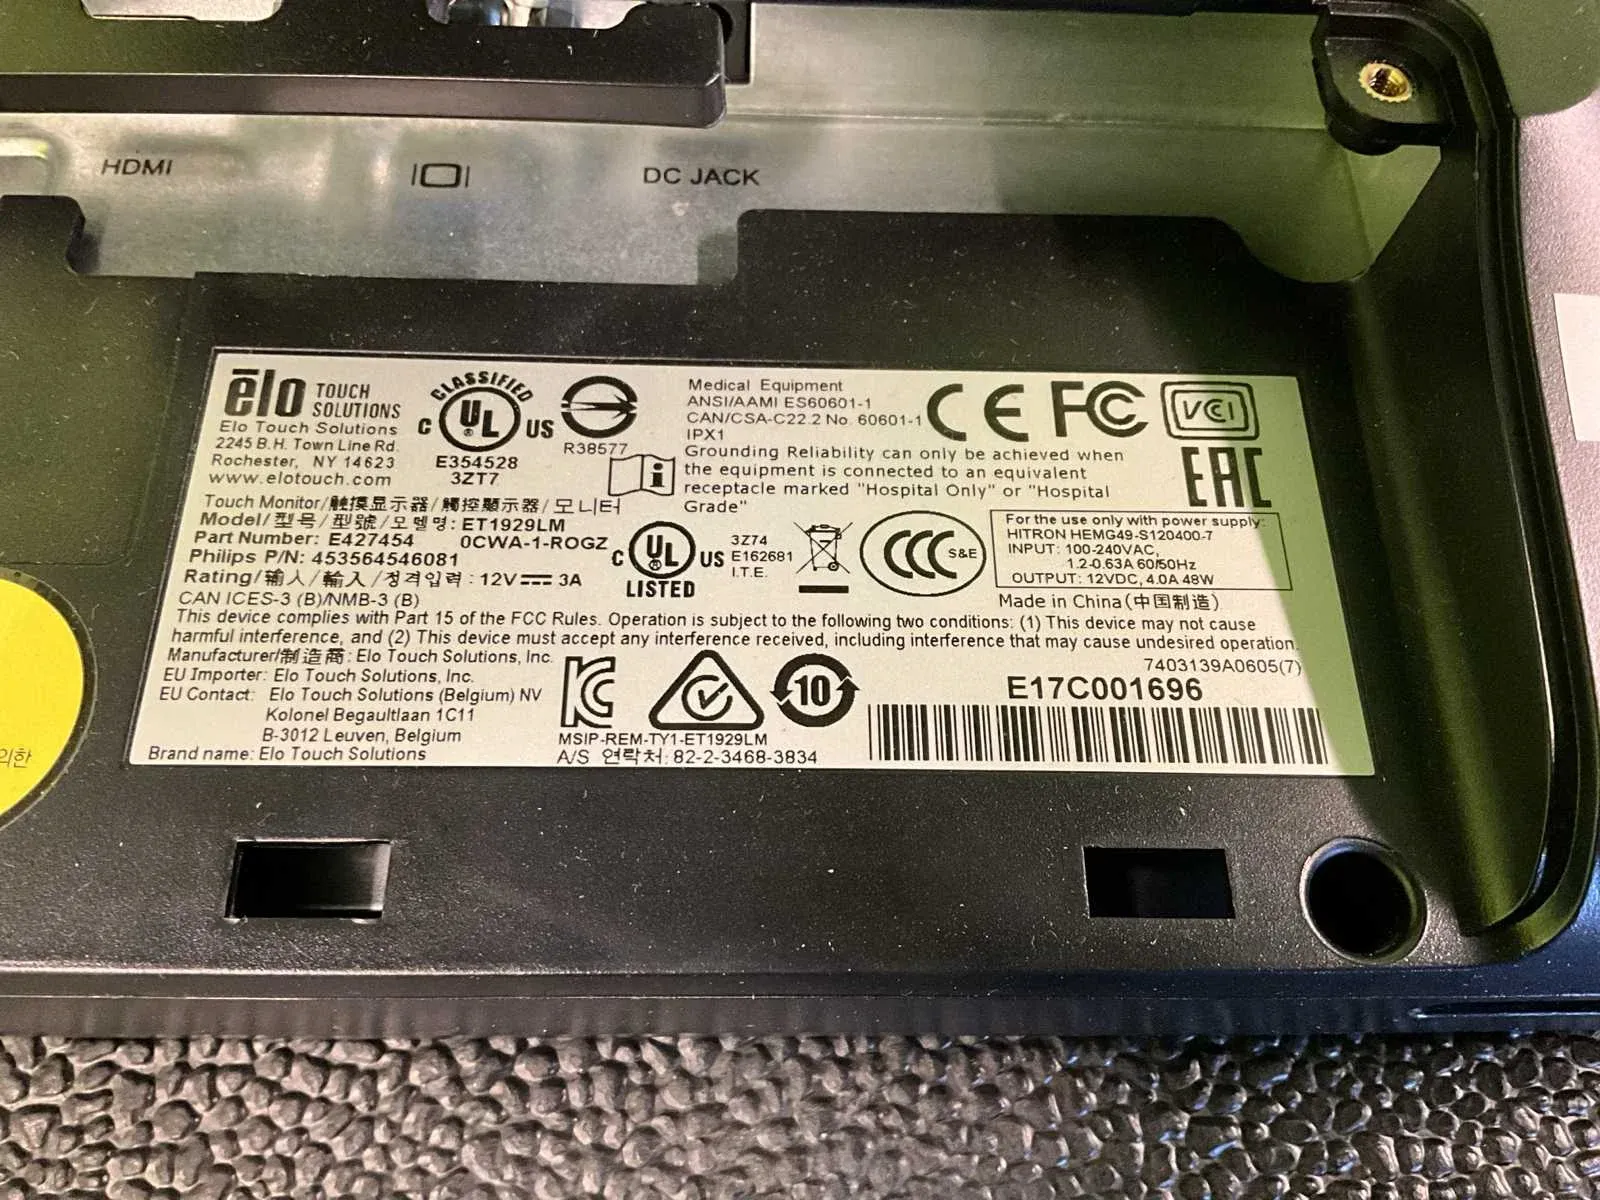 HDMI
DC JACK
ēlo TOUCH SOLUTIONS
Elo Touch Solutions
2245 B.H. Town Line Rd.
Rochester, NY 14623
www.elotouch.com
CLASSIFIED
C UL ® US
E354528
3ZT7
R38577
Medical Equipment
ANSI/AAMI ES60601-1
CAN/CSA-C22.2 No. 60601-1
IPX1
CE FC VCCI
EAC
i
Grounding Reliability can only be achieved when
the equipment is connected to an equivalent
receptacle marked "Hospital Only" or "Hospital
Grade"
Touch Monitor/触摸显示器/觸控顯示器/모니터
Model/型号/型號/모델명: ET1929LM
Part Number: E427454 0CWA-1-ROGZ
Philips P/N: 453564546081
Rating/输入/輸入/정격입력: 12V 3A
CAN ICES-3 (B)/NMB-3 (B)
C UL ® US
LISTED
3Z74
E162681
I.T.E.
CCC S&E
For the use only with power supply:
HITRON HEMG49-S120400-7
INPUT: 100-240VAC,
1.2-0.63A 60/50Hz
OUTPUT: 12VDC, 4.0A 48W
Made in China(中国制造)
This device complies with Part 15 of the FCC Rules. Operation is subject to the following two conditions: (1) This device may not cause
harmful interference, and (2) This device must accept any interference received, including interference that may cause undesired operation.
Manufacturer/制造商: Elo Touch Solutions, Inc.
EU Importer: Elo Touch Solutions, Inc.
EU Contact: Elo Touch Solutions (Belgium) NV
Kolonel Begaultlaan 1C11
B-3012 Leuven, Belgium
Brand name: Elo Touch Solutions
KC
10
MSIP-REM-TY1-ET1929LM
A/S 연락처: 82-2-3468-3834
7403139A0605(7)
E17C001696
의한